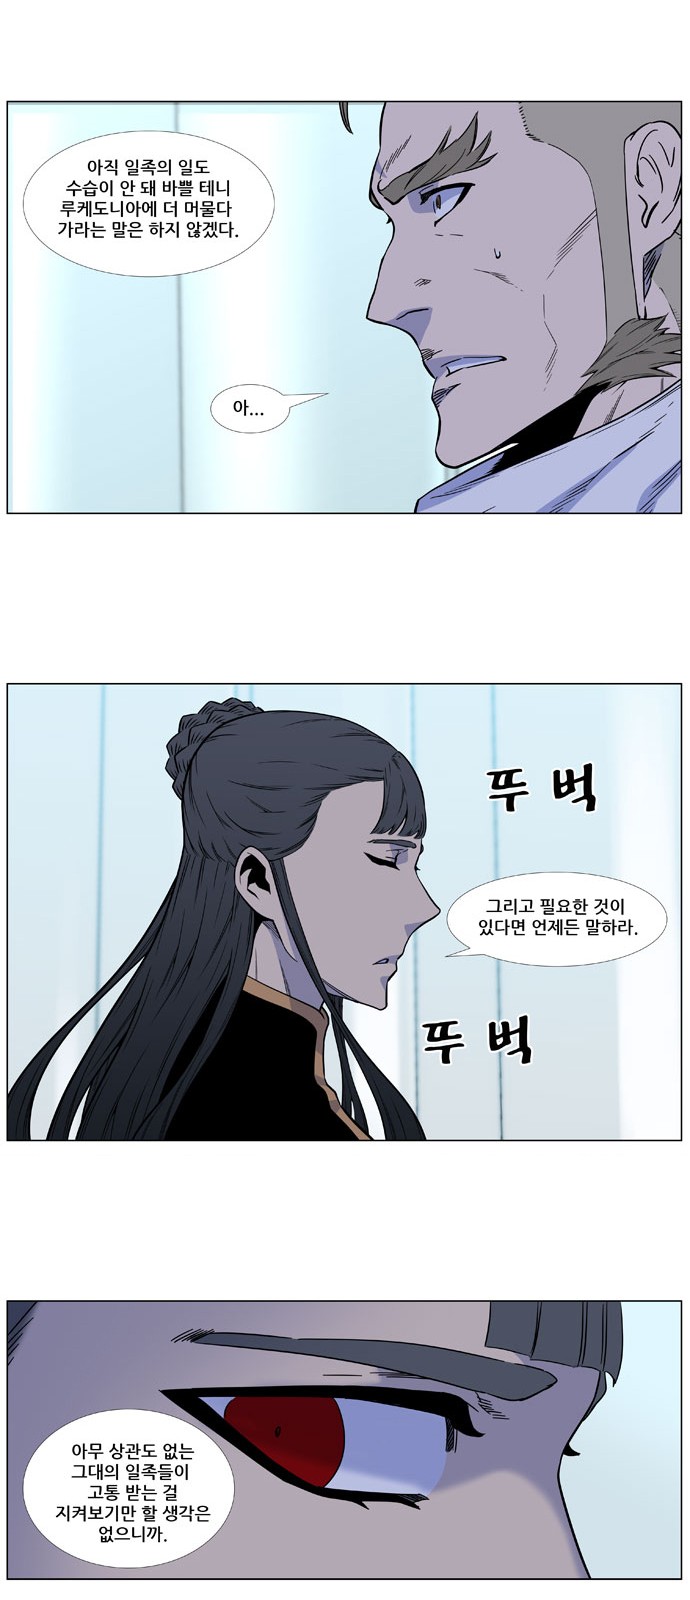 아직 일족의 일도
수습이 안 돼 바쁠 테니
루케도니아에 더 머물다
가라는 말은 하지 않겠다.
아...
뚜 벅
그리고 필요한 것이
있다면 언제든 말하라.
뚜 벅
아무 상관도 없는
그대의 일족들이
고통 받는 걸
지켜보기만 할 생각은
없으니까.